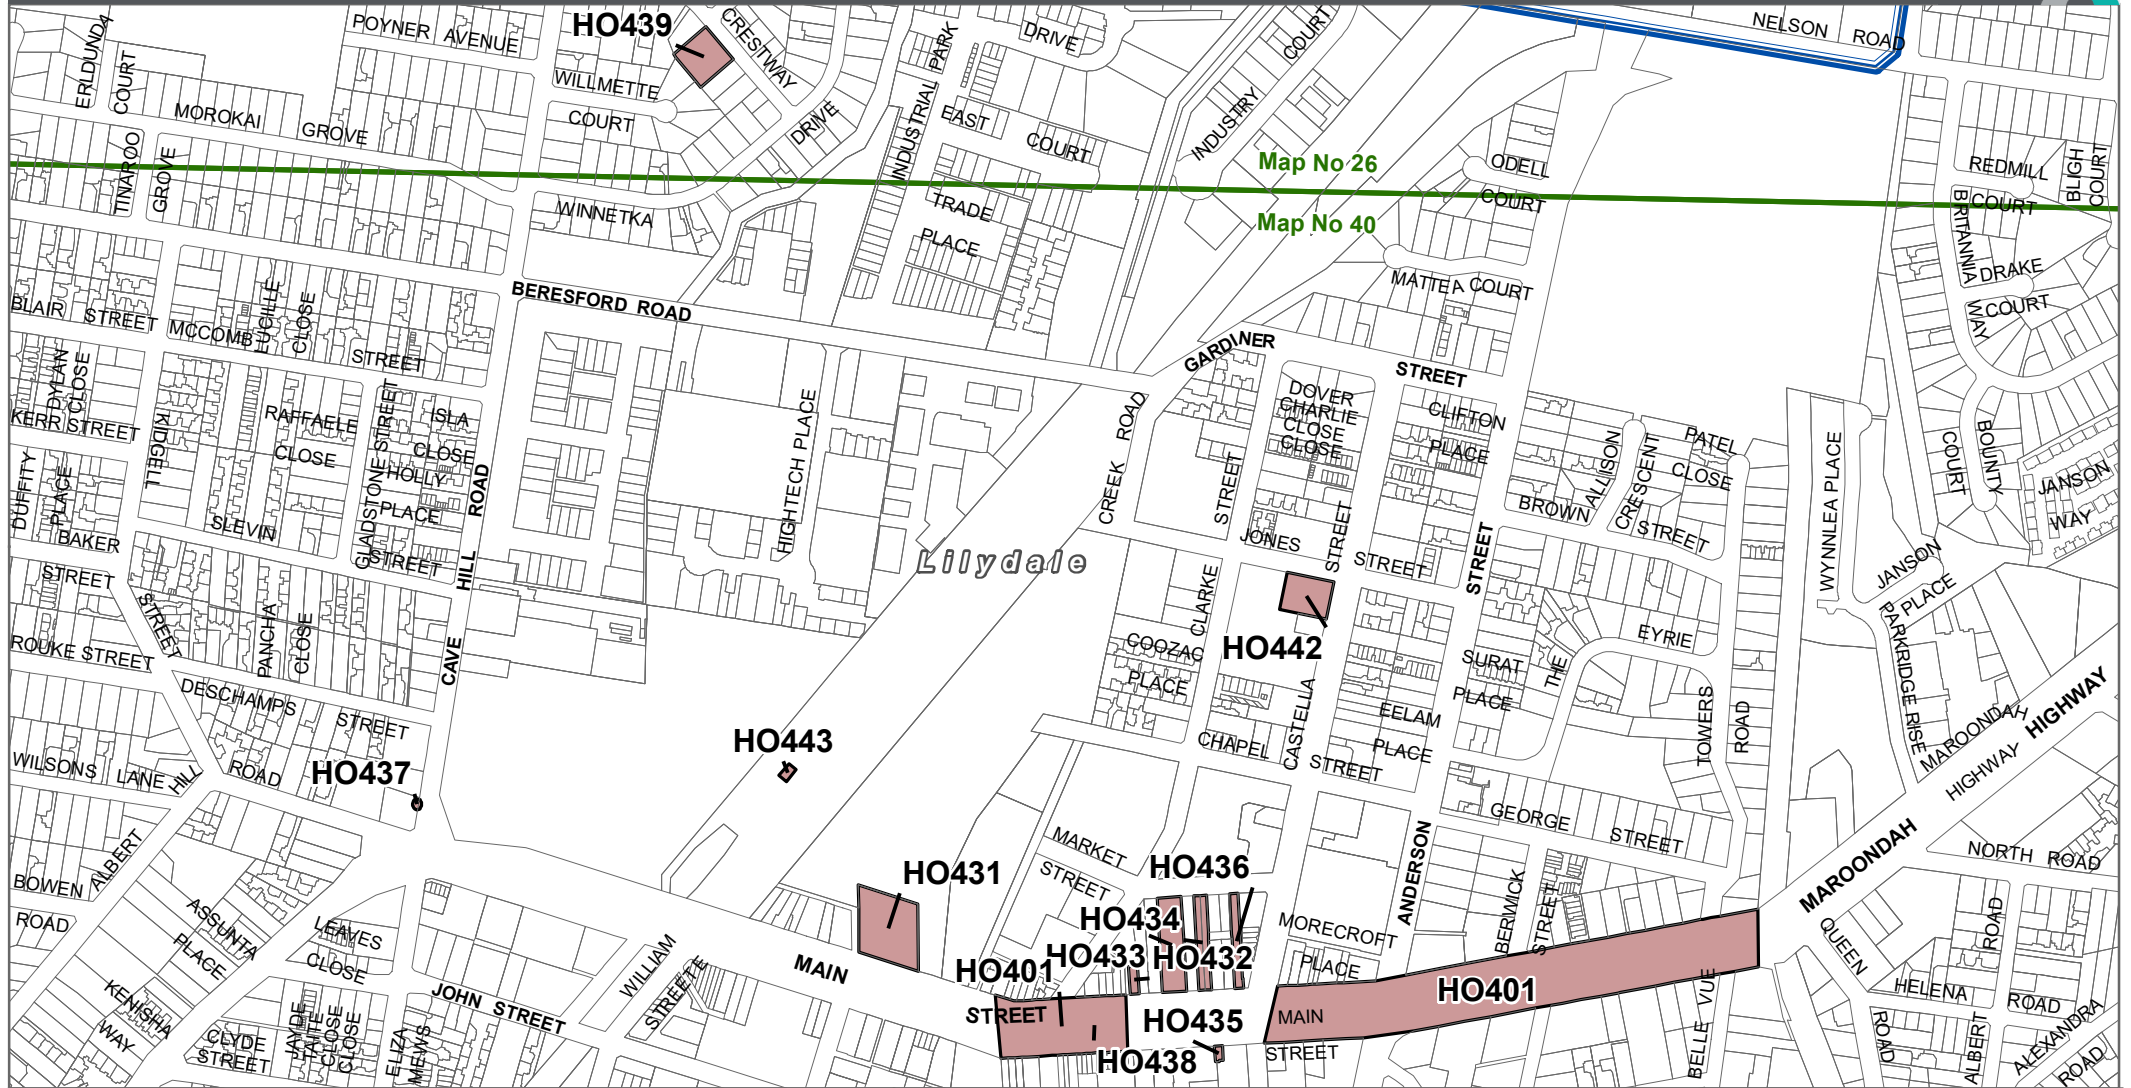 HO439
POYNER AVENUE
CRESTWAY
DRIVE
NELSON ROAD
ERLDUNDA
COURT
WILLMETTE
COURT
MOROKAI
GROVE
DRIVE
INDUSTRIAL PARK
EAST
COURT
INDUSTRY
COURT
Map No 26
Map No 40
ODELL
COURT
REDMILL
COURT
BLIGH
COURT
TINAROO
GROVE
WINNETKA
TRADE
PLACE
BRITANNIA
WAY
DRAKE
COURT
MATTEA COURT
BERESFORD ROAD
BLAIR STREET
MCCOMB
STREET
LUCILLE
CLOSE
GARDINER
STREET
DYLAN
CLOSE
KERR STREET
KIDGELL
STREET
RAFFAELE
CLOSE
GLADSTONE STREET
ISLA
CLOSE
HOLLY
PLACE
HIGHTECH PLACE
CREEK ROAD
DOVER
CHARLIE
CLOSE
CLOSE
CLIFTON
PLACE
ALLISON
CRESCENT
PATEL
CLOSE
BROWN
STREET
WYNNLEA PLACE
BOUNTY
COURT
JANSON
WAY
DUFFITY
PLACE
BAKER
STREET
SLEVIN
STREET
CAVE HILL ROAD
Lilydale
JONES
STREET
CLARKE
STREET
CASTELLA
STREET
ANDERSON
STREET
JANSON
PLACE
PARKRIDGE RISE
ROUKE STREET
PANCHA
CLOSE
DESCHAMPS
STREET
COOZAC
PLACE
HO442
SURAT
PLACE
THE
EYRIE
EELAM
PLACE
TOWERS
ROAD
MAROONDAH
HIGHWAY
MAROONDAH
HIGHWAY
WILSONS LANE
HILL
ROAD
HO437
HO443
CHAPEL
STREET
GEORGE
STREET
ALBERT
BOWEN
ROAD
ASSUNTA
PLACE
LEAVES
CLOSE
HO431
MARKET
STREET
HO436
HO434
HO433
HO432
MORECROFT
PLACE
BERWICK
STREET
NORTH ROAD
QUEEN
ROAD
KENISHA
WAY
CLYDE
STREET
JAYDE
TAITE
CLOSE
CLOSE
ELIZA
MEWS
JOHN STREET
WILLIAM
STREETE
MAIN
STREET
HO401
HO435
HO438
HO401
MAIN
STREET
BELLE VUE
HELENA
ROAD
ALBERT
ROAD
ALEXANDRA
ROAD